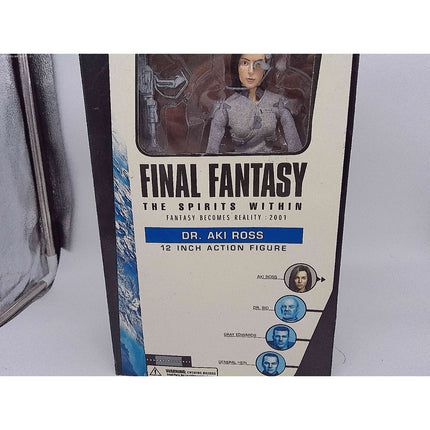 FINAL FANTASY
THE SPIRITS WITHIN
FANTASY BECOMES REALITY : 2001
DR. AKI ROSS
12 INCH ACTION FIGURE
AKI ROSS
DR. SID
GRAY EDWARDS
GENERAL HEIN
WARNING: